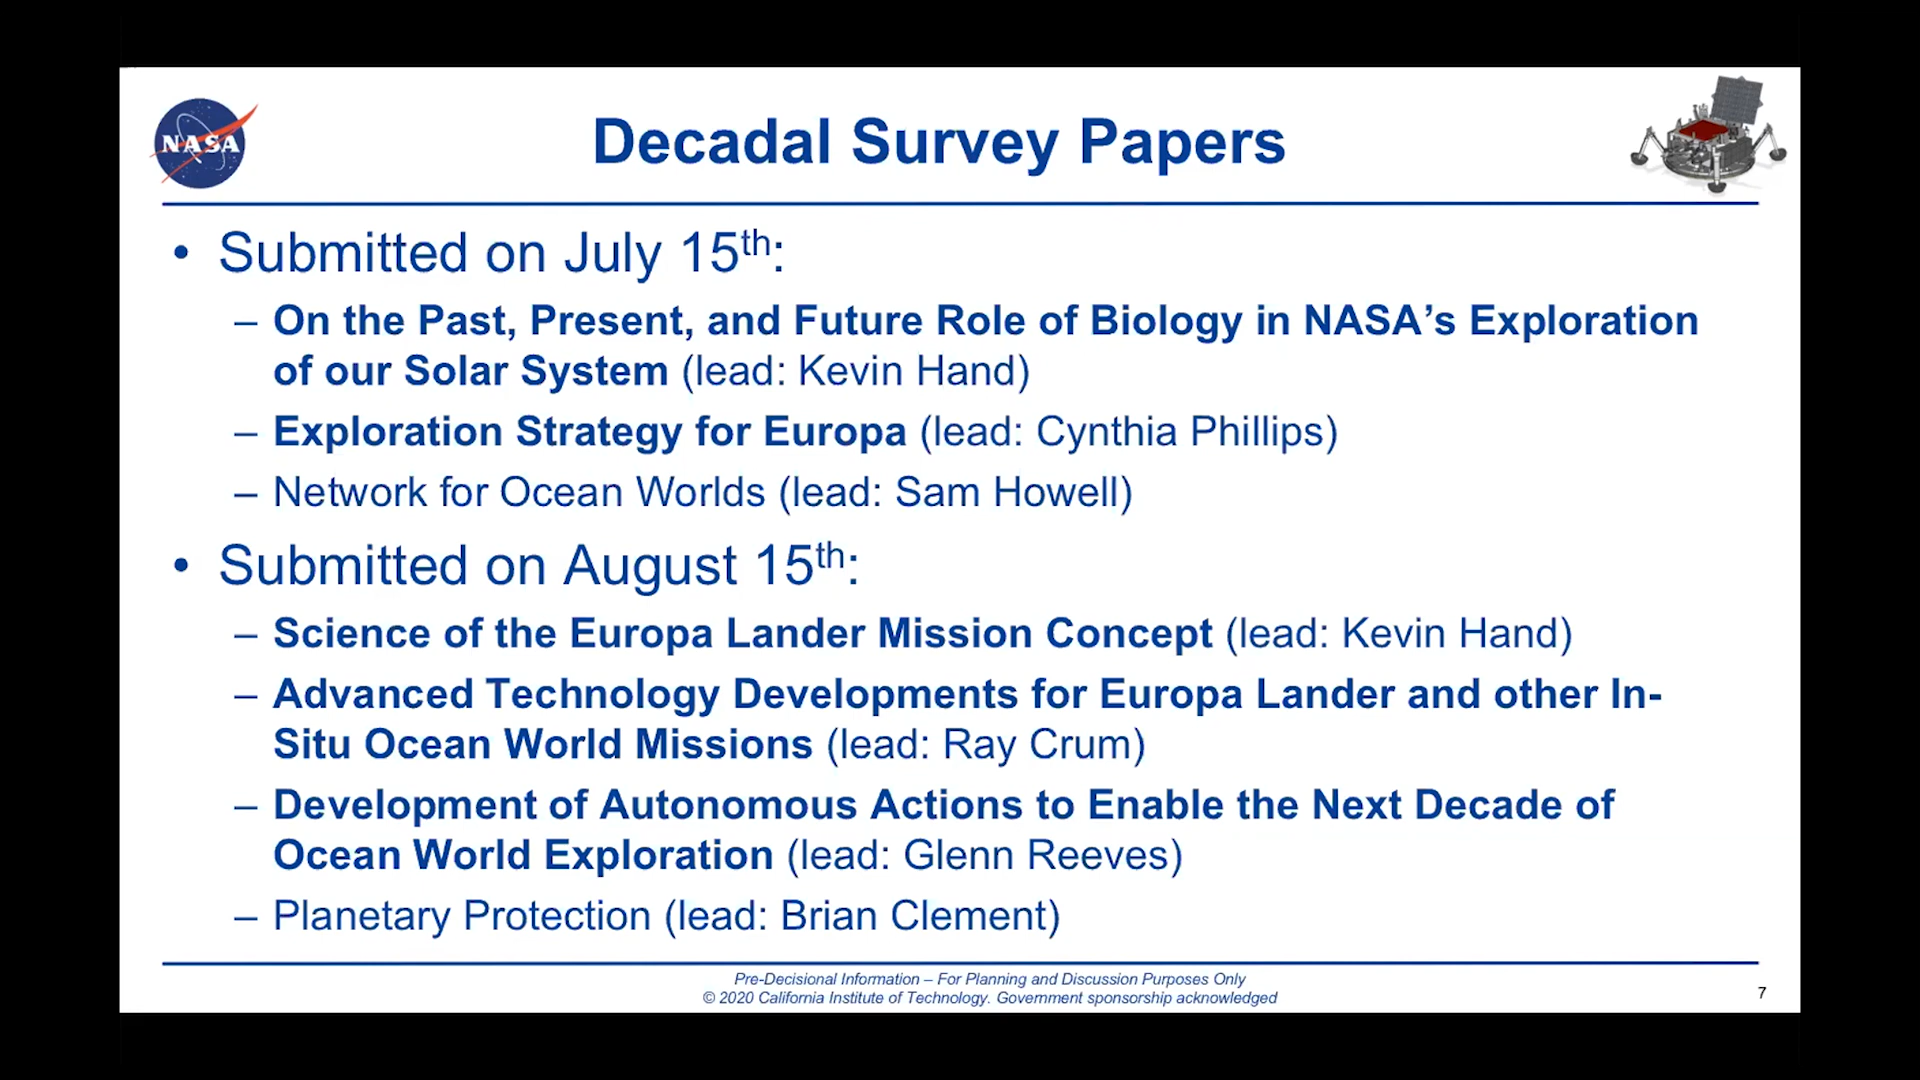 NASA
Decadal Survey Papers
• Submitted on July 15th:
– On the Past, Present, and Future Role of Biology in NASA’s Exploration
of our Solar System (lead: Kevin Hand)
– Exploration Strategy for Europa (lead: Cynthia Phillips)
– Network for Ocean Worlds (lead: Sam Howell)
• Submitted on August 15th:
– Science of the Europa Lander Mission Concept (lead: Kevin Hand)
– Advanced Technology Developments for Europa Lander and other In-
Situ Ocean World Missions (lead: Ray Crum)
– Development of Autonomous Actions to Enable the Next Decade of
Ocean World Exploration (lead: Glenn Reeves)
– Planetary Protection (lead: Brian Clement)
Pre-Decisional Information – For Planning and Discussion Purposes Only
© 2020 California Institute of Technology. Government sponsorship acknowledged
7